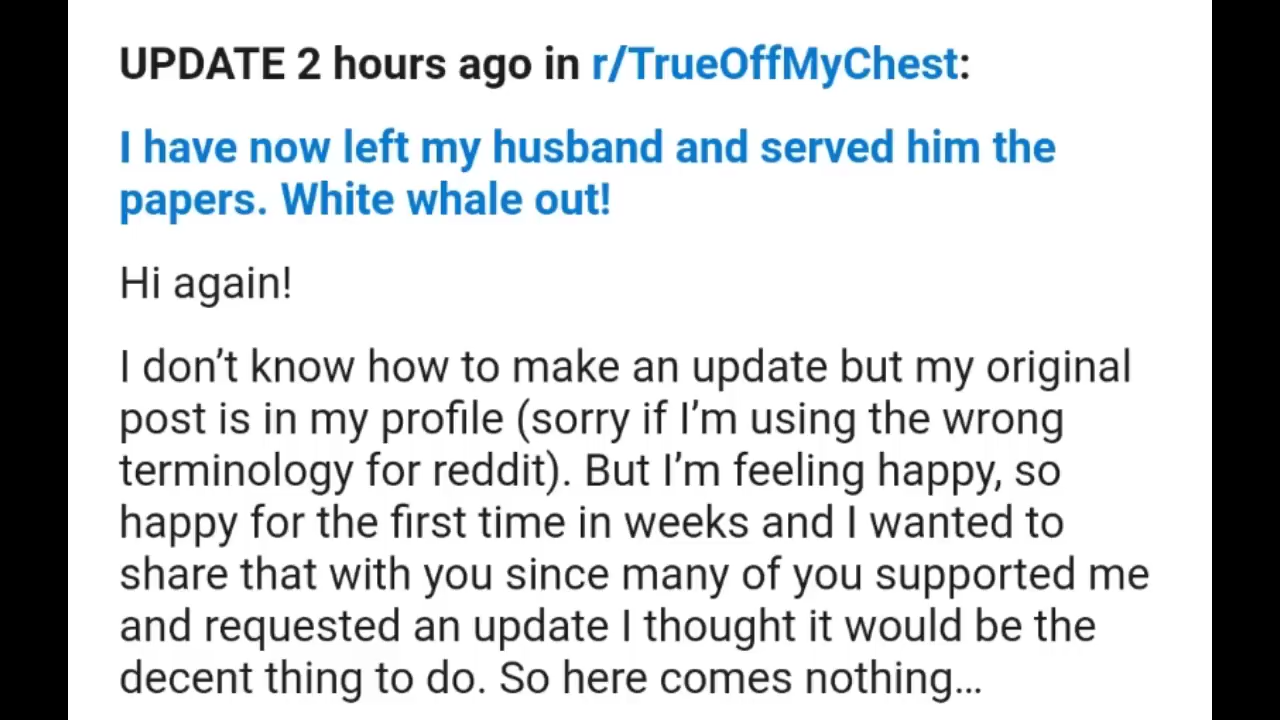 UPDATE 2 hours ago in r/TrueOffMyChest:
I have now left my husband and served him the
papers. White whale out!
Hi again!
I don’t know how to make an update but my original
post is in my profile (sorry if I’m using the wrong
terminology for reddit). But I’m feeling happy, so
happy for the first time in weeks and I wanted to
share that with you since many of you supported me
and requested an update I thought it would be the
decent thing to do. So here comes nothing…